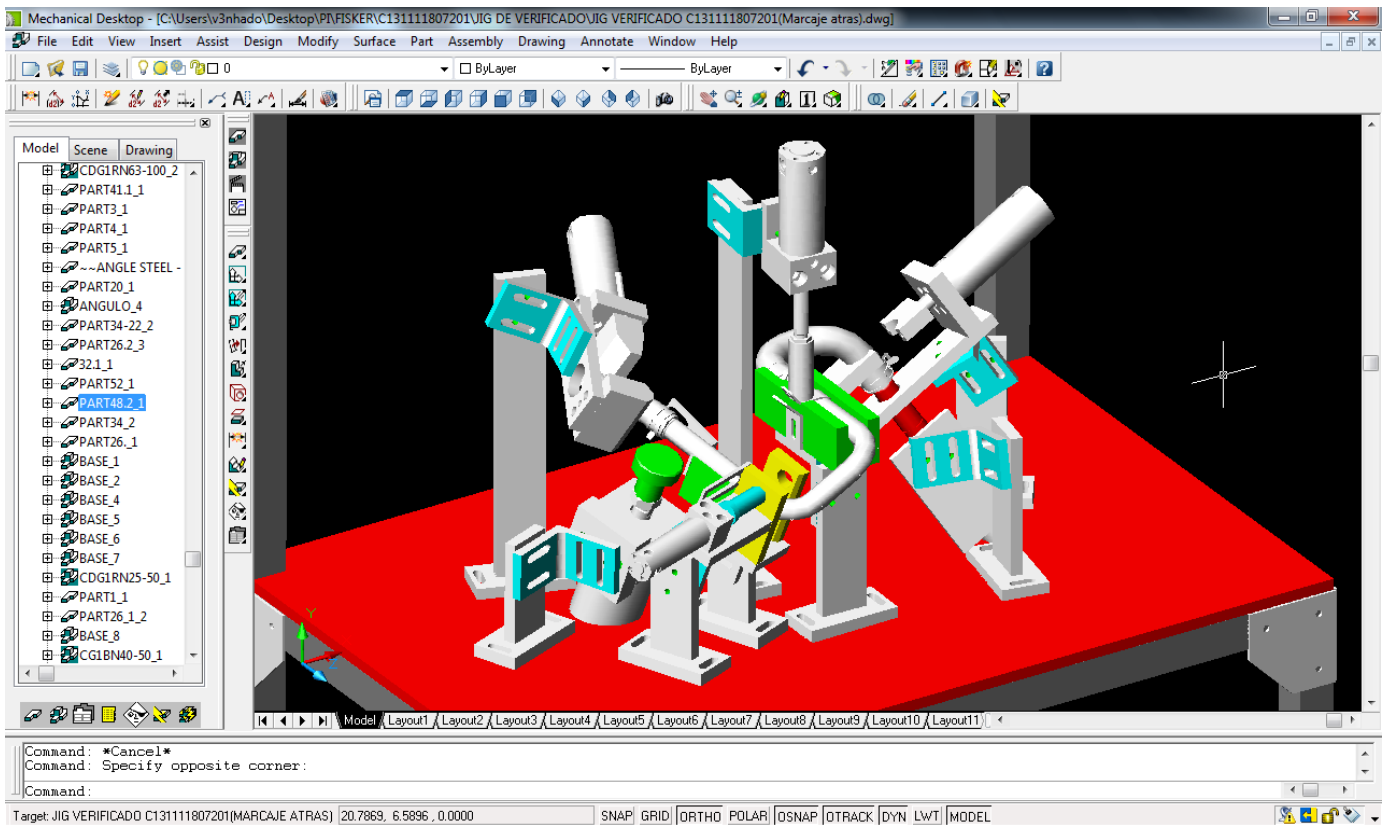 Mechanical Desktop - [C:\Users\v3nhado\Desktop\PI\FISKER\C131111807201\JIG DE VERIFICADO\JIG VERIFICADO C131111807201(Marcaje atras).dwg]
File Edit View Insert Assist Design Modify Surface Part Assembly Drawing Annotate Window Help
0 ByLayer ByLayer
Model Scene Drawing
CDG1RN63-100_2
PART41.1_1
PART3_1
PART4_1
PART5_1
~~ANGLE STEEL -
PART20_1
ANGULO_4
PART34-22_2
PART26.2_3
32.1_1
PART52_1
PART48.2_1
PART34_2
PART26._1
BASE_1
BASE_2
BASE_4
BASE_5
BASE_6
BASE_7
CDG1RN25-50_1
PART1_1
PART26_1_2
BASE_8
CG1BN40-50_1
Y
Model Layout1 Layout2 Layout3 Layout4 Layout5 Layout6 Layout7 Layout8 Layout9 Layout10 Layout11
Command: *Cancel*
Command: Specify opposite corner:
Command:
Target: JIG VERIFICADO C131111807201(MARCAJE ATRAS) 20.7869, 6.5896 , 0.0000 SNAP GRID ORTHO POLAR OSNAP OTRACK DYN LWT MODEL